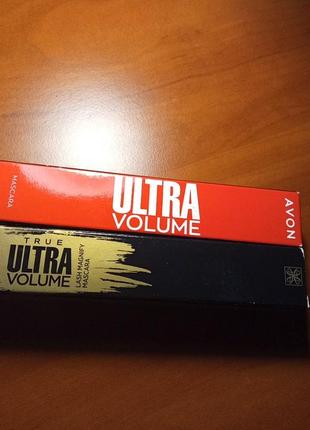 MASCARA
ULTRA
VOLUME
AVON
TRUE
ULTRA
VOLUME
LASH MAGNIFY
MASCARA